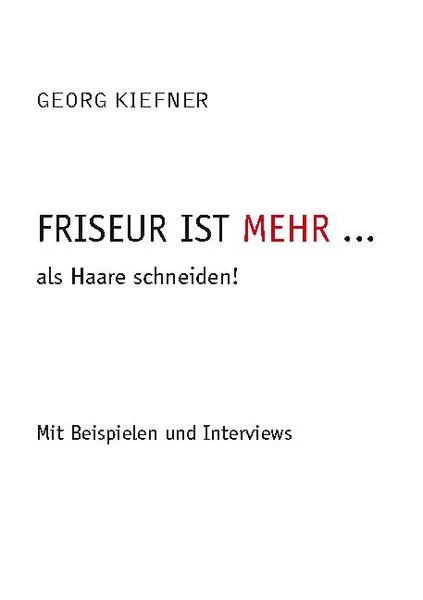 GEORG KIEFNER
FRISEUR IST MEHR ...
als Haare schneiden!
Mit Beispielen und Interviews